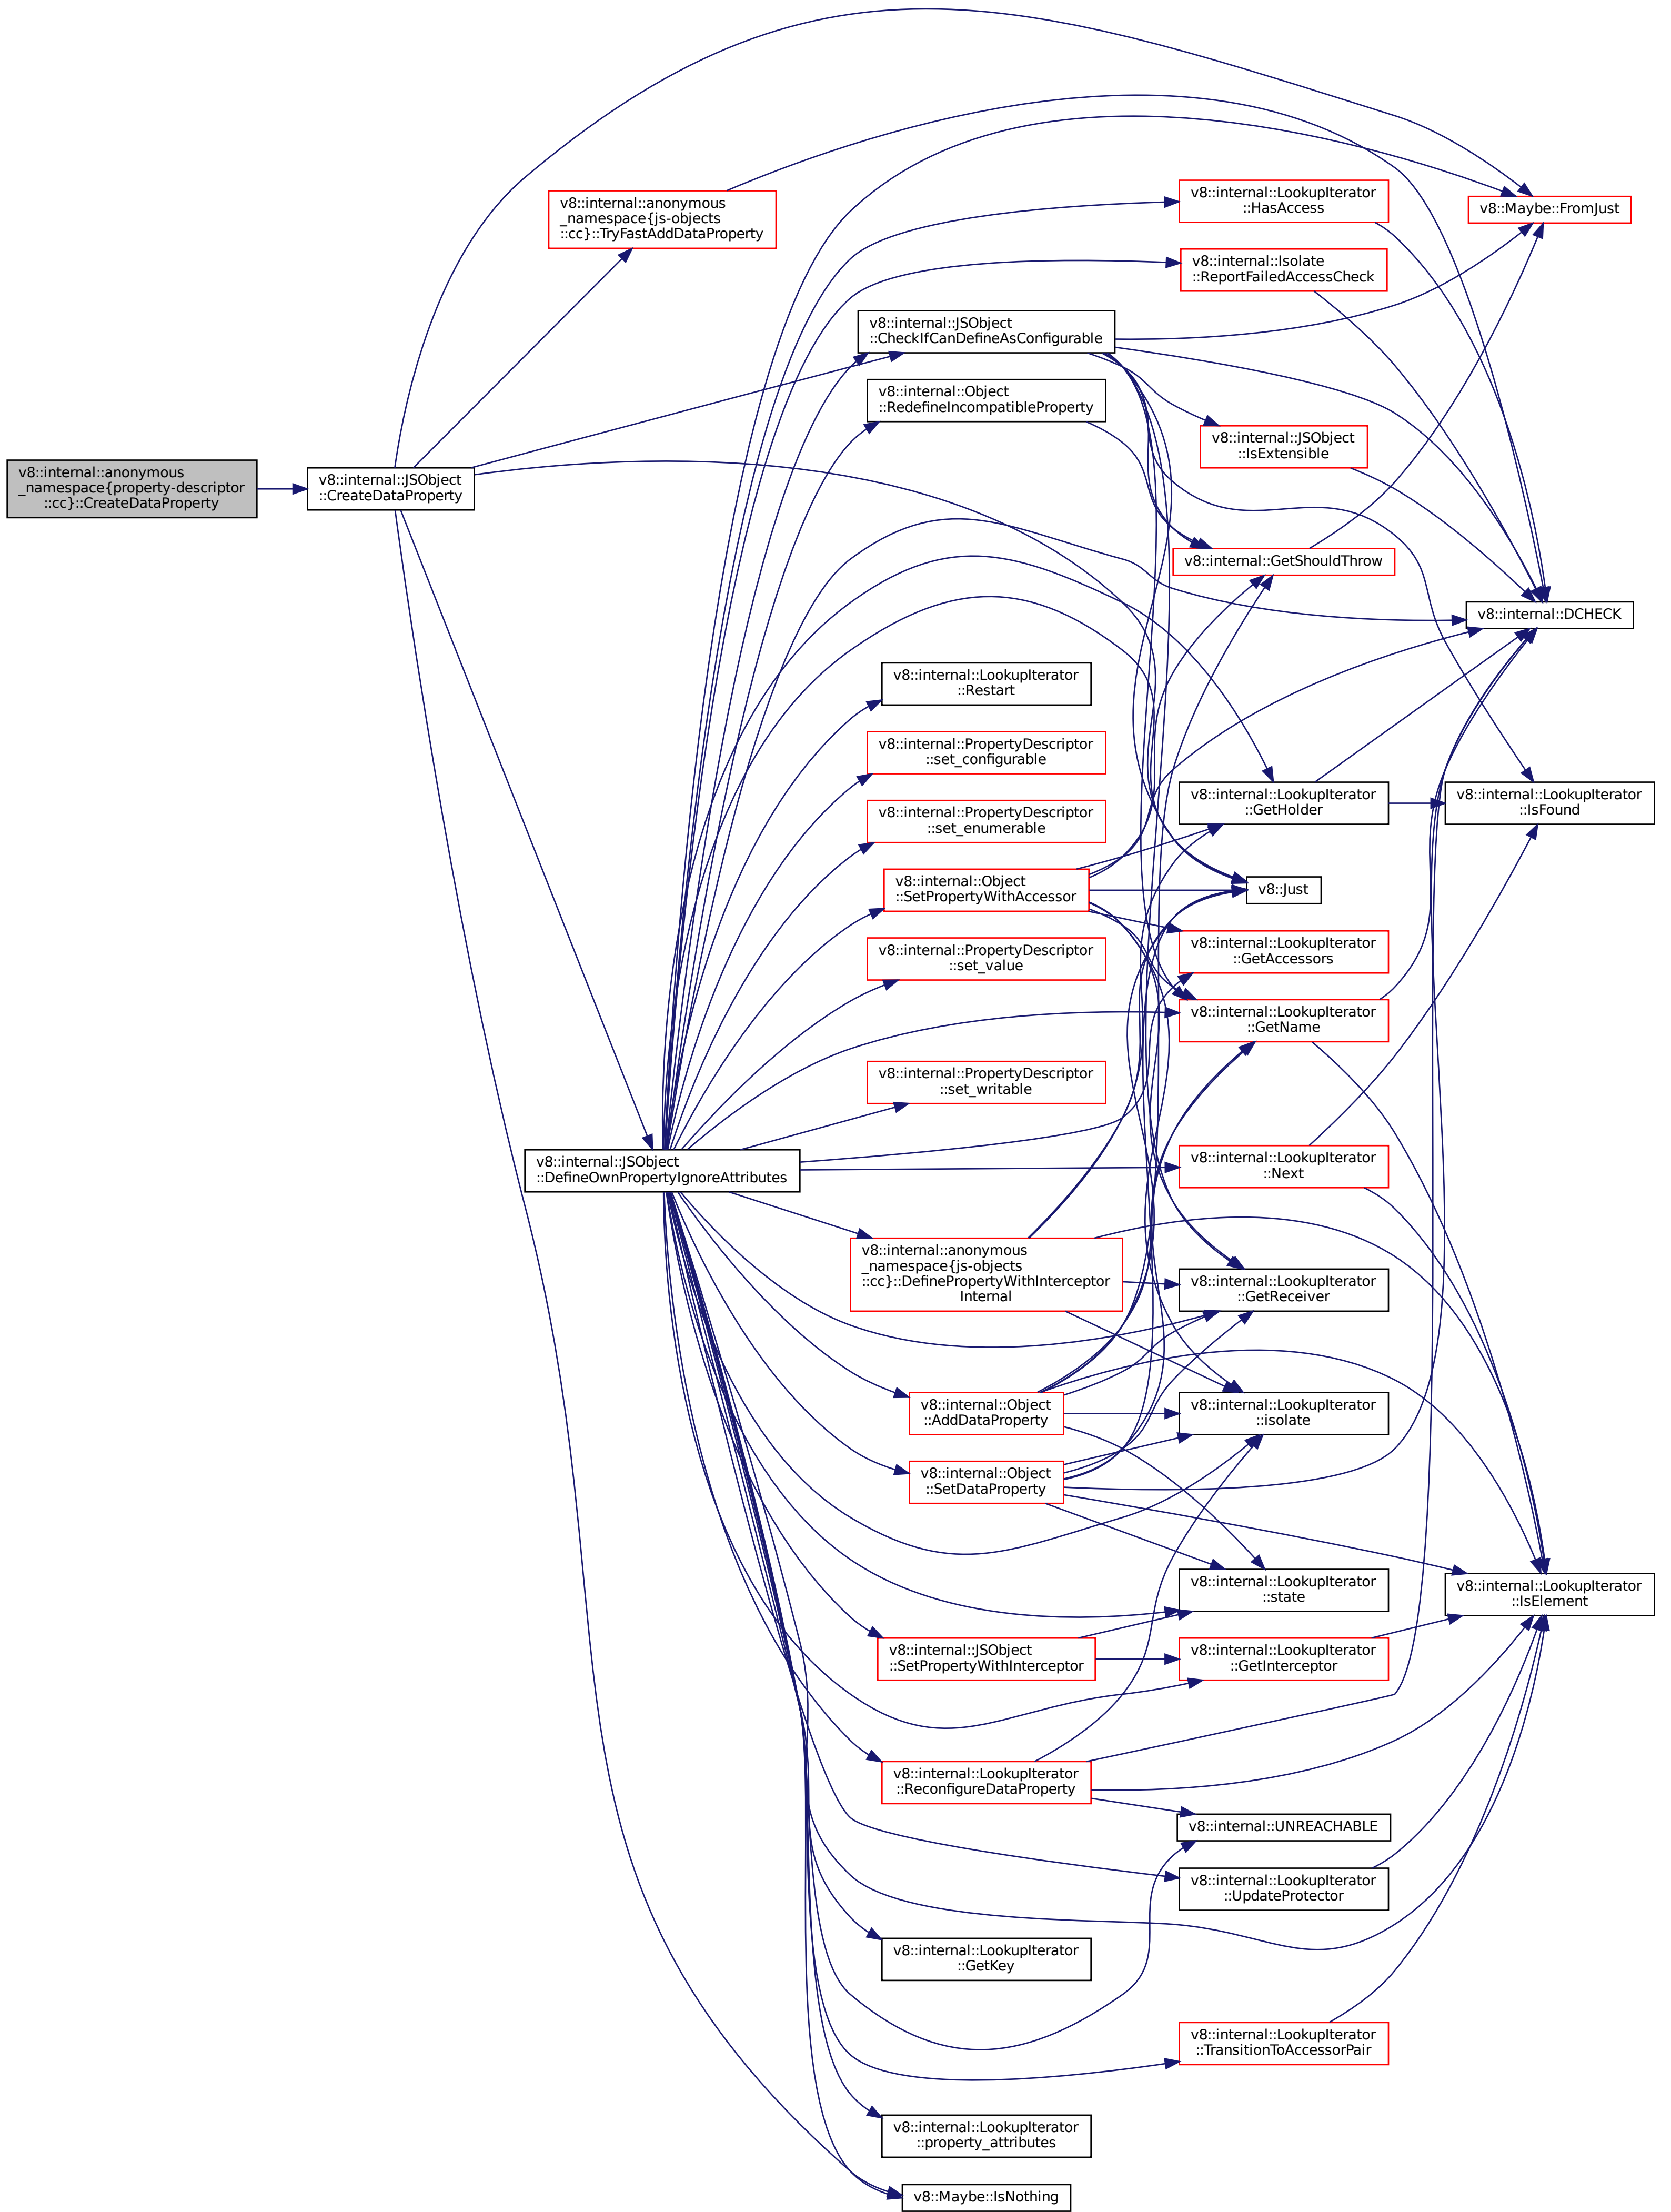 v8::internal::anonymous
_namespace{property-descriptor
::cc}::CreateDataProperty
v8::internal::JSObject
::CreateDataProperty
v8::internal::anonymous
_namespace{js-objects
::cc}::TryFastAddDataProperty
v8::internal::JSObject
::DefineOwnPropertyIgnoreAttributes
v8::internal::JSObject
::CheckIfCanDefineAsConfigurable
v8::internal::Object
::RedefineIncompatibleProperty
v8::internal::LookupIterator
::Restart
v8::internal::PropertyDescriptor
::set_configurable
v8::internal::PropertyDescriptor
::set_enumerable
v8::internal::Object
::SetPropertyWithAccessor
v8::internal::PropertyDescriptor
::set_value
v8::internal::PropertyDescriptor
::set_writable
v8::internal::anonymous
_namespace{js-objects
::cc}::DefinePropertyWithInterceptor
Internal
v8::internal::Object
::AddDataProperty
v8::internal::Object
::SetDataProperty
v8::internal::JSObject
::SetPropertyWithInterceptor
v8::internal::LookupIterator
::ReconfigureDataProperty
v8::internal::LookupIterator
::GetKey
v8::internal::LookupIterator
::property_attributes
v8::Maybe::IsNothing
v8::internal::LookupIterator
::HasAccess
v8::internal::Isolate
::ReportFailedAccessCheck
v8::internal::JSObject
::IsExtensible
v8::internal::GetShouldThrow
v8::internal::LookupIterator
::GetHolder
v8::Just
v8::internal::LookupIterator
::GetAccessors
v8::internal::LookupIterator
::GetName
v8::internal::LookupIterator
::Next
v8::internal::LookupIterator
::GetReceiver
v8::internal::LookupIterator
::isolate
v8::internal::LookupIterator
::state
v8::internal::LookupIterator
::GetInterceptor
v8::internal::UNREACHABLE
v8::internal::LookupIterator
::UpdateProtector
v8::internal::LookupIterator
::TransitionToAccessorPair
v8::Maybe::FromJust
v8::internal::DCHECK
v8::internal::LookupIterator
::IsFound
v8::internal::LookupIterator
::IsElement